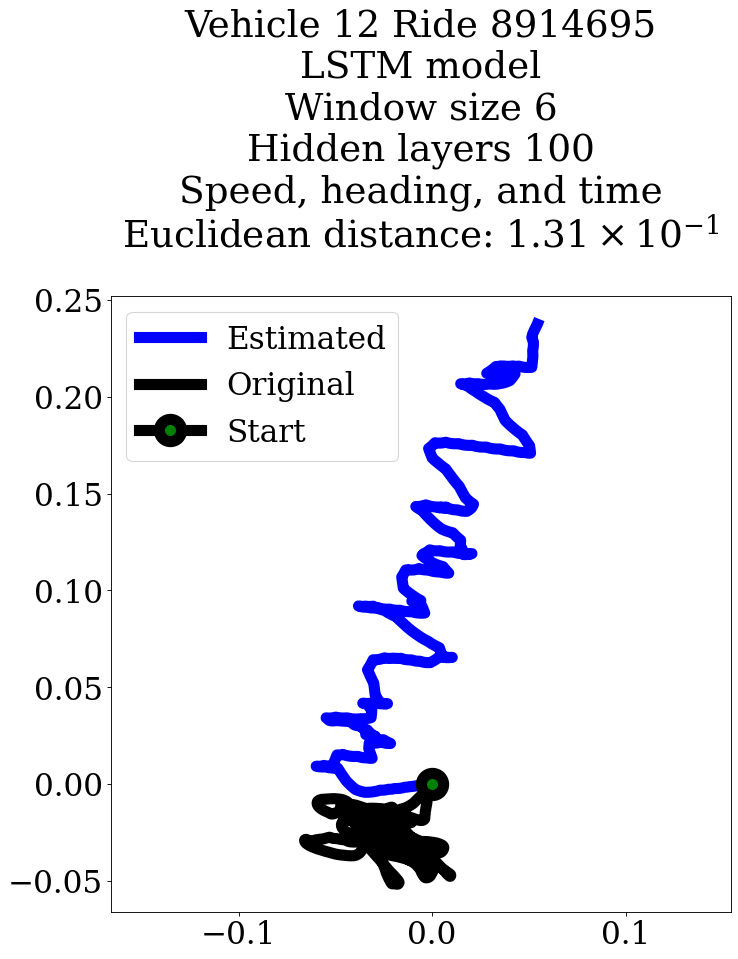 Vehicle 12 Ride 8914695
LSTM model
Window size 6
Hidden layers 100
Speed, heading, and time
Euclidean distance: 1.31 × 10⁻¹
Estimated
Original
Start
0.25
0.20
0.15
0.10
0.05
0.00
−0.05
−0.1
0.0
0.1